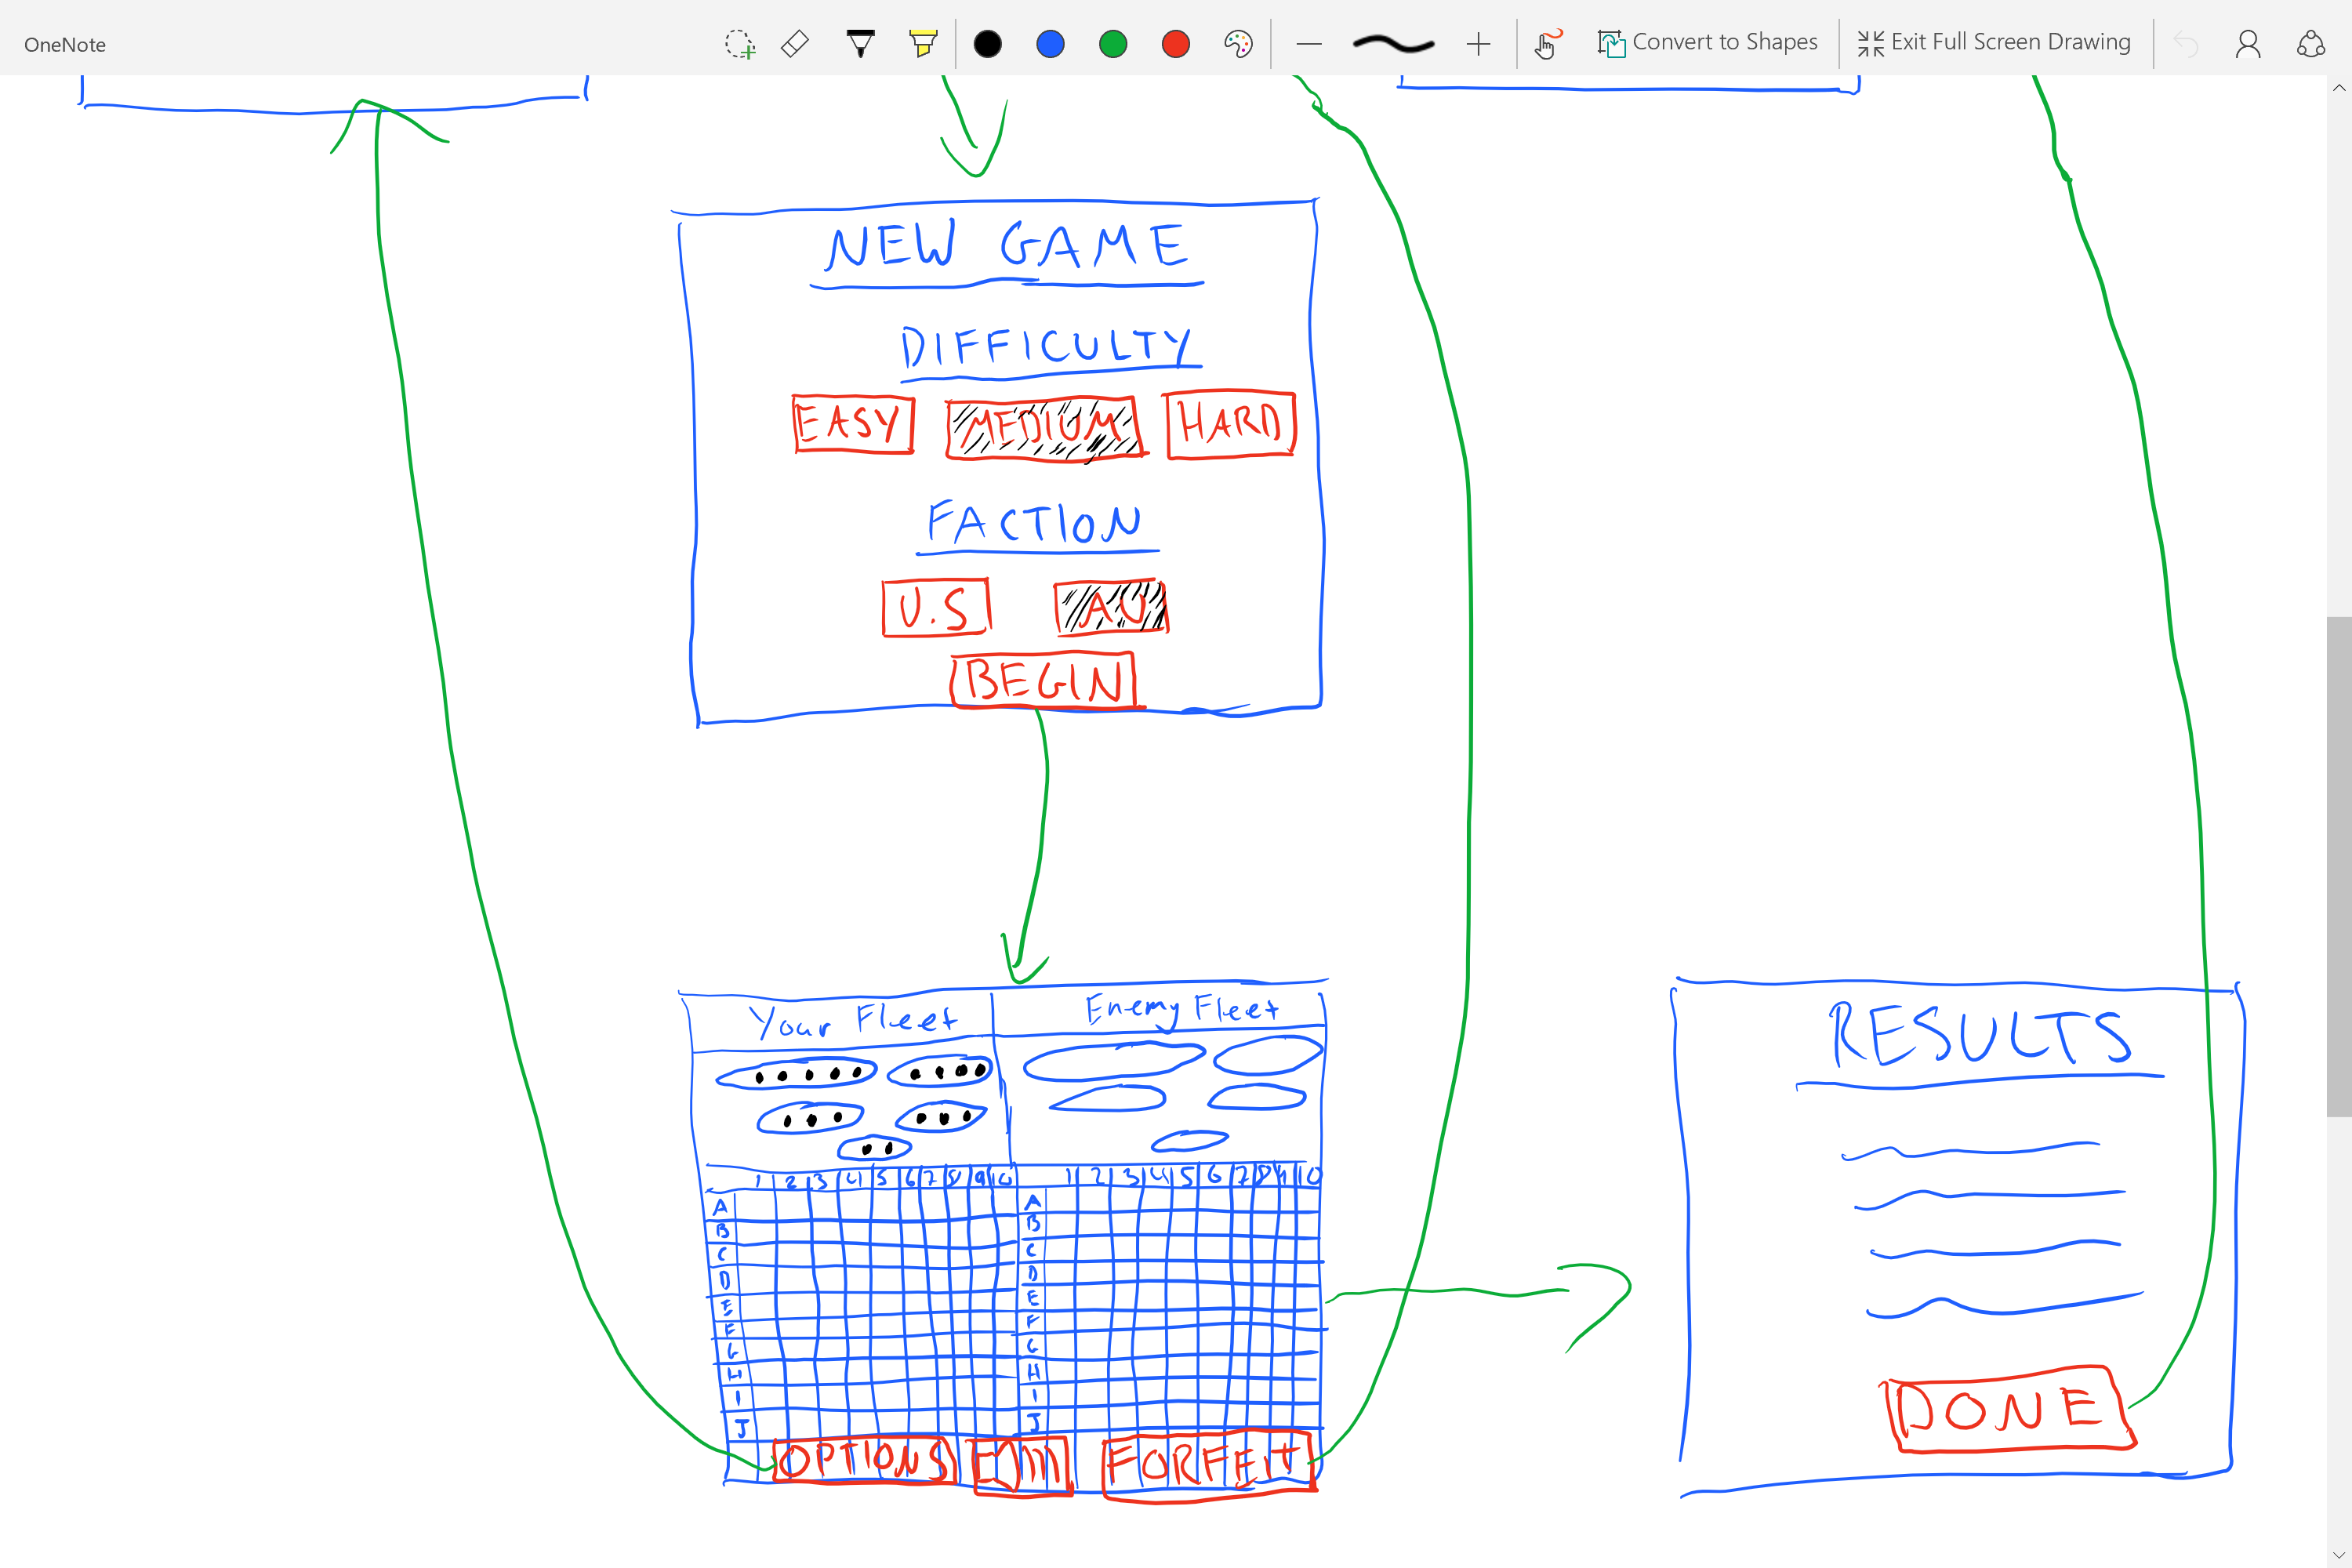 OneNote
Convert to Shapes
Exit Full Screen Drawing
NEW GAME
DIFFICULTY
EASY MEDIUM HARD
FACTION
U.S AU
BEGIN
Your Fleet Enemy Fleet
1 2 3 4 5 6 7 8 9 10 1 2 3 4 5 6 7 8 9 10
A A
B B
C C
D D
E E
F F
G G
H H
I I
J J
OPTIONS FORFEIT
RESULTS
DONE